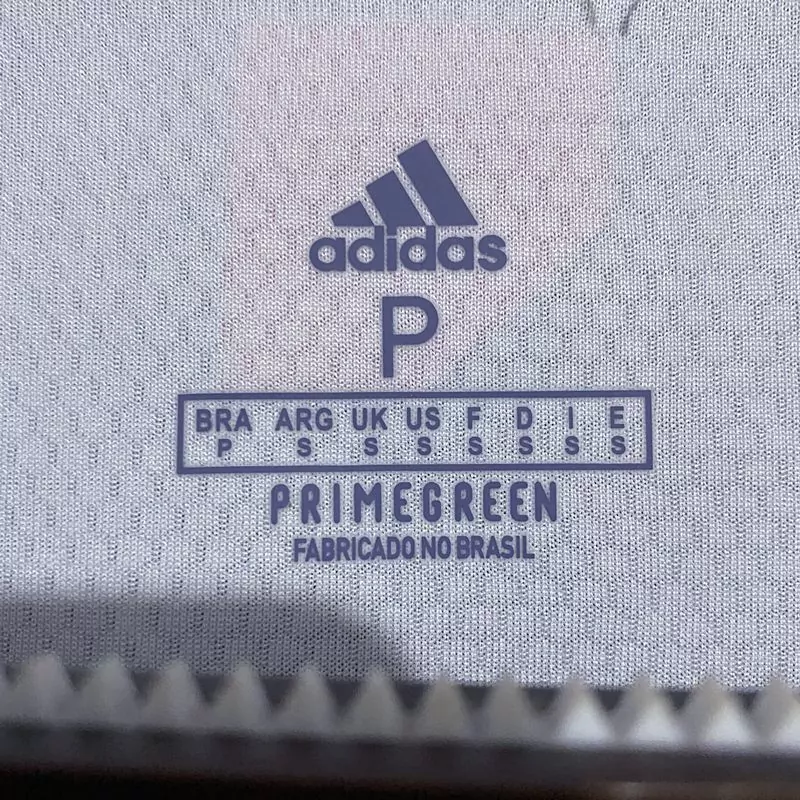 adidas
P
BRA ARG UK US F D I E
P S S S S S S S
PRIMEGREEN
FABRICADO NO BRASIL